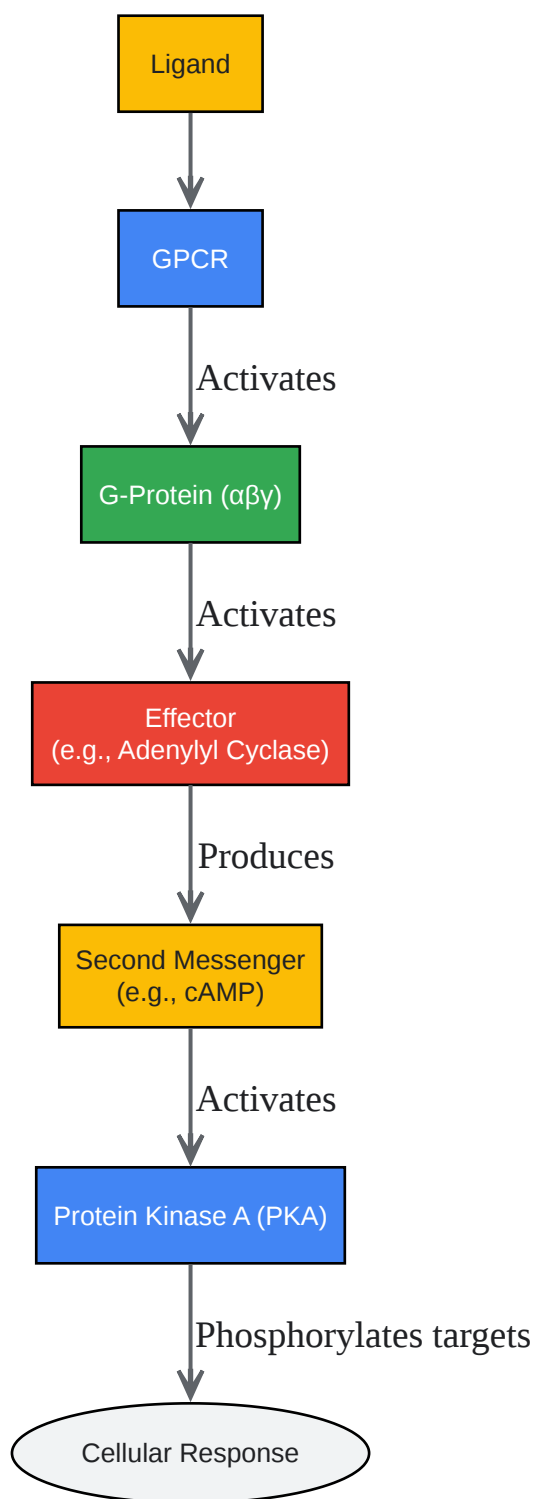 Ligand
GPCR
Activates
G-Protein (αβγ)
Activates
Effector
(e.g., Adenylyl Cyclase)
Produces
Second Messenger
(e.g., cAMP)
Activates
Protein Kinase A (PKA)
Phosphorylates targets
Cellular Response